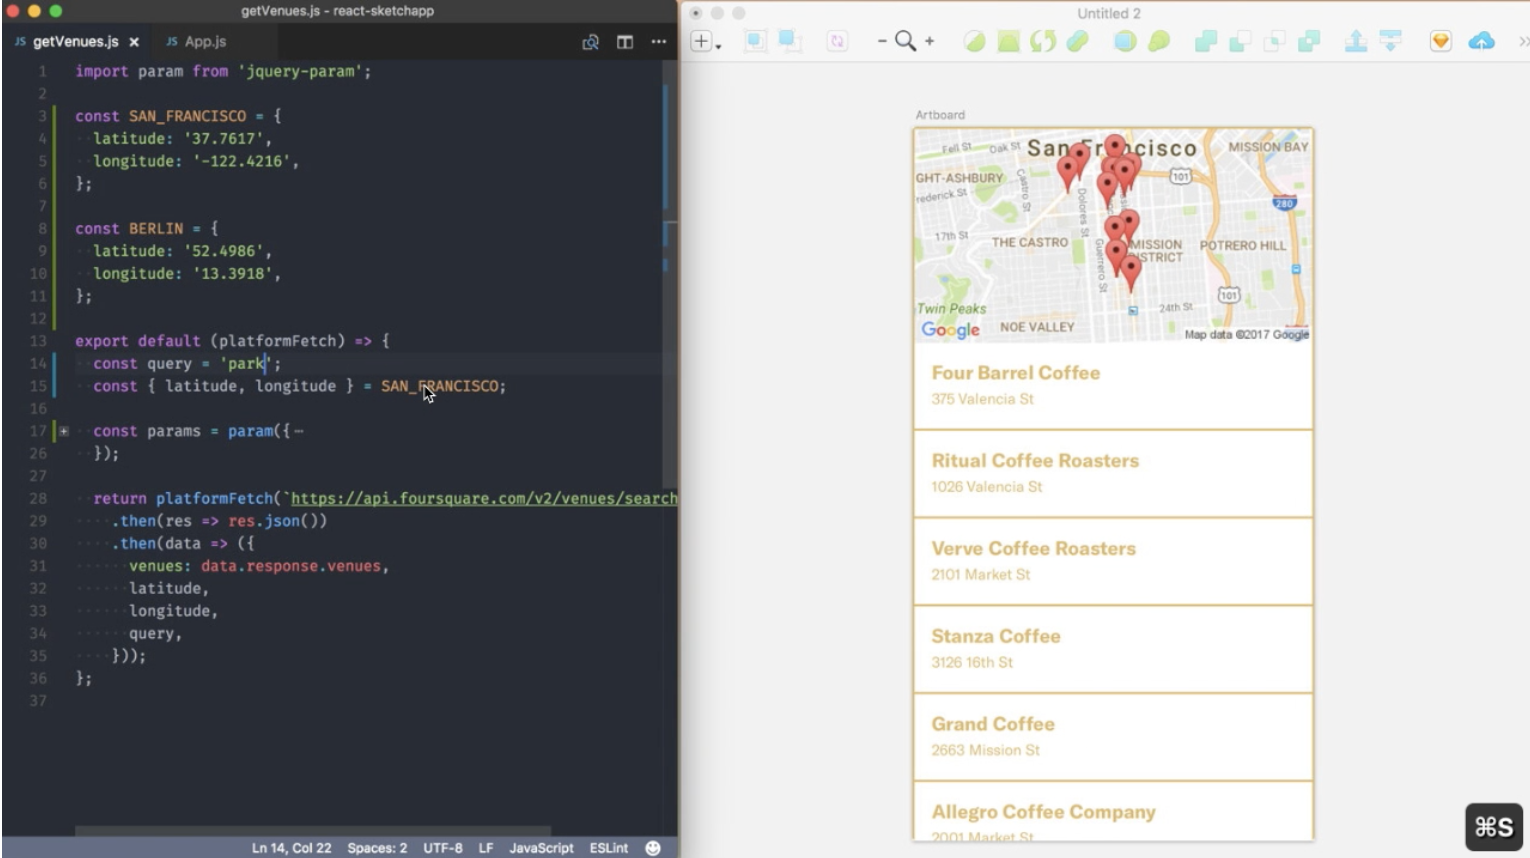 getVenues.js - react-sketchapp
JS getVenues.js × JS App.js
1 import param from 'jquery-param';
2
3 const SAN_FRANCISCO = {
4 latitude: '37.7617',
5 longitude: '-122.4216',
6 };
7
8 const BERLIN = {
9 latitude: '52.4986',
10 longitude: '13.3918',
11 };
12
13 export default (platformFetch) => {
14 const query = 'park';
15 const { latitude, longitude } = SAN_FRANCISCO;
16
17 const params = param({
26 });
27
28 return platformFetch(`https://api.foursquare.com/v2/venues/search
29 .then(res => res.json())
30 .then(data => ({
31 venues: data.response.venues,
32 latitude,
33 longitude,
34 query,
35 }));
36 };
37
Ln 14, Col 22 Spaces: 2 UTF-8 LF JavaScript ESLint
Untitled 2
Artboard
San Francisco
Fell St
Oak St
MISSION BAY
GHT-ASHBURY
rederick St
Castro St
Dolores St
Guerrero St
101
280
17th St
THE CASTRO
MISSION
STRICT
POTRERO HILL
101
Twin Peaks
24th St
Google
NOE VALLEY
Map data ©2017 Google
Four Barrel Coffee
375 Valencia St
Ritual Coffee Roasters
1026 Valencia St
Verve Coffee Roasters
2101 Market St
Stanza Coffee
3126 16th St
Grand Coffee
2663 Mission St
Allegro Coffee Company
2001 Market St
⌘S